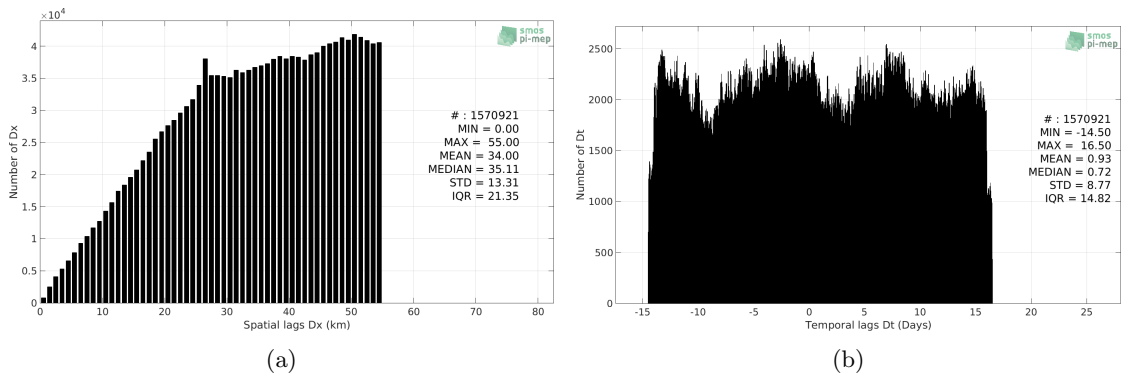 ×10^4
4
3.5
3
2.5
2
1.5
1
0.5
0
0 10 20 30 40 50 60 70 80
Number of Dx
Spatial lags Dx (km)
smos
pi-mep
# : 1570921
MIN = 0.00
MAX = 55.00
MEAN = 34.00
MEDIAN = 35.11
STD = 13.31
IQR = 21.35
(a)
2500
2000
1500
1000
500
0
-15 -10 -5 0 5 10 15 20 25
Number of Dt
Temporal lags Dt (Days)
smos
pi-mep
# : 1570921
MIN = -14.50
MAX = 16.50
MEAN = 0.93
MEDIAN = 0.72
STD = 8.77
IQR = 14.82
(b)